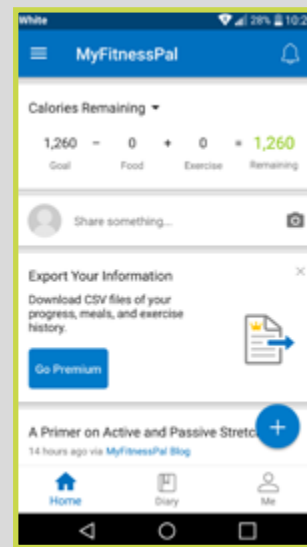 White 28% 10:2
MyFitnessPal
Calories Remaining
1,260 - 0 + 0 = 1,260
Goal Food Exercise Remaining
Share something...
Export Your Information
Download CSV files of your
progress, meals, and exercise
history.
Go Premium
A Primer on Active and Passive Stretc
14 hours ago via MyFitnessPal Blog
Home Diary Me